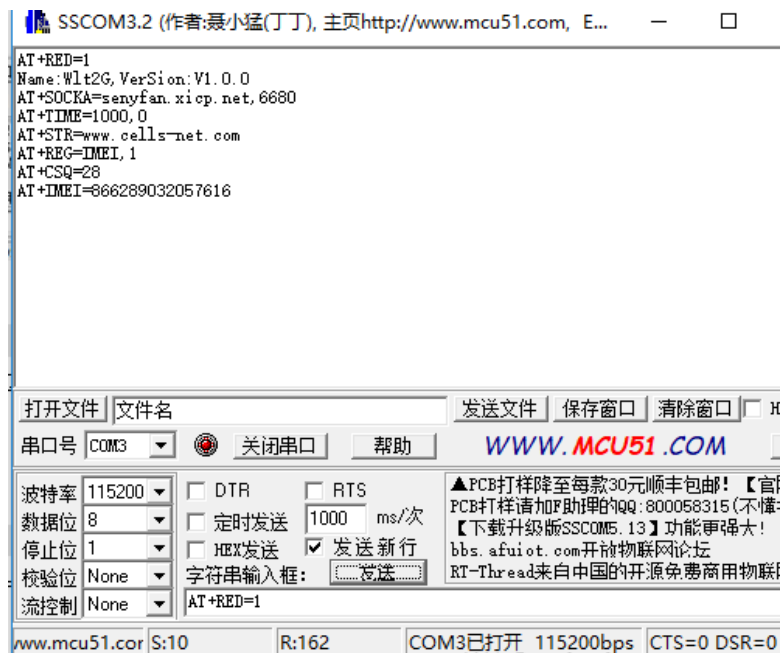 SSCOM3.2 (作者:聂小猛(丁丁), 主页http://www.mcu51.com, E...
AT+RED=1
Name:Wlt2G,VerSion:V1.0.0
AT+SOCKA=senyfan.xicp.net,6680
AT+TIME=1000,0
AT+STR=www.cells-net.com
AT+REG=IMEI,1
AT+CSQ=28
AT+IMEI=866289032057616
打开文件 文件名 发送文件 保存窗口 清除窗口 H
串口号 COM3 关闭串口 帮助 WWW.MCU51.COM
波特率 115200 DTR RTS
数据位 8 定时发送 1000 ms/次
停止位 1 HEX发送 发送新行
校验位 None 字符串输入框: 发送
流控制 None AT+RED=1
▲PCB打样降至每款30元顺丰包邮!【官
PCB打样请加F助理的QQ:800058315(不懂
【下载升级版SSCOM5.13】功能更强大!
bbs.afuiot.com开放物联网论坛
RT-Thread来自中国的开源免费商用物联
www.mcu51.cor S:10 R:162 COM3已打开 115200bps CTS=0 DSR=0